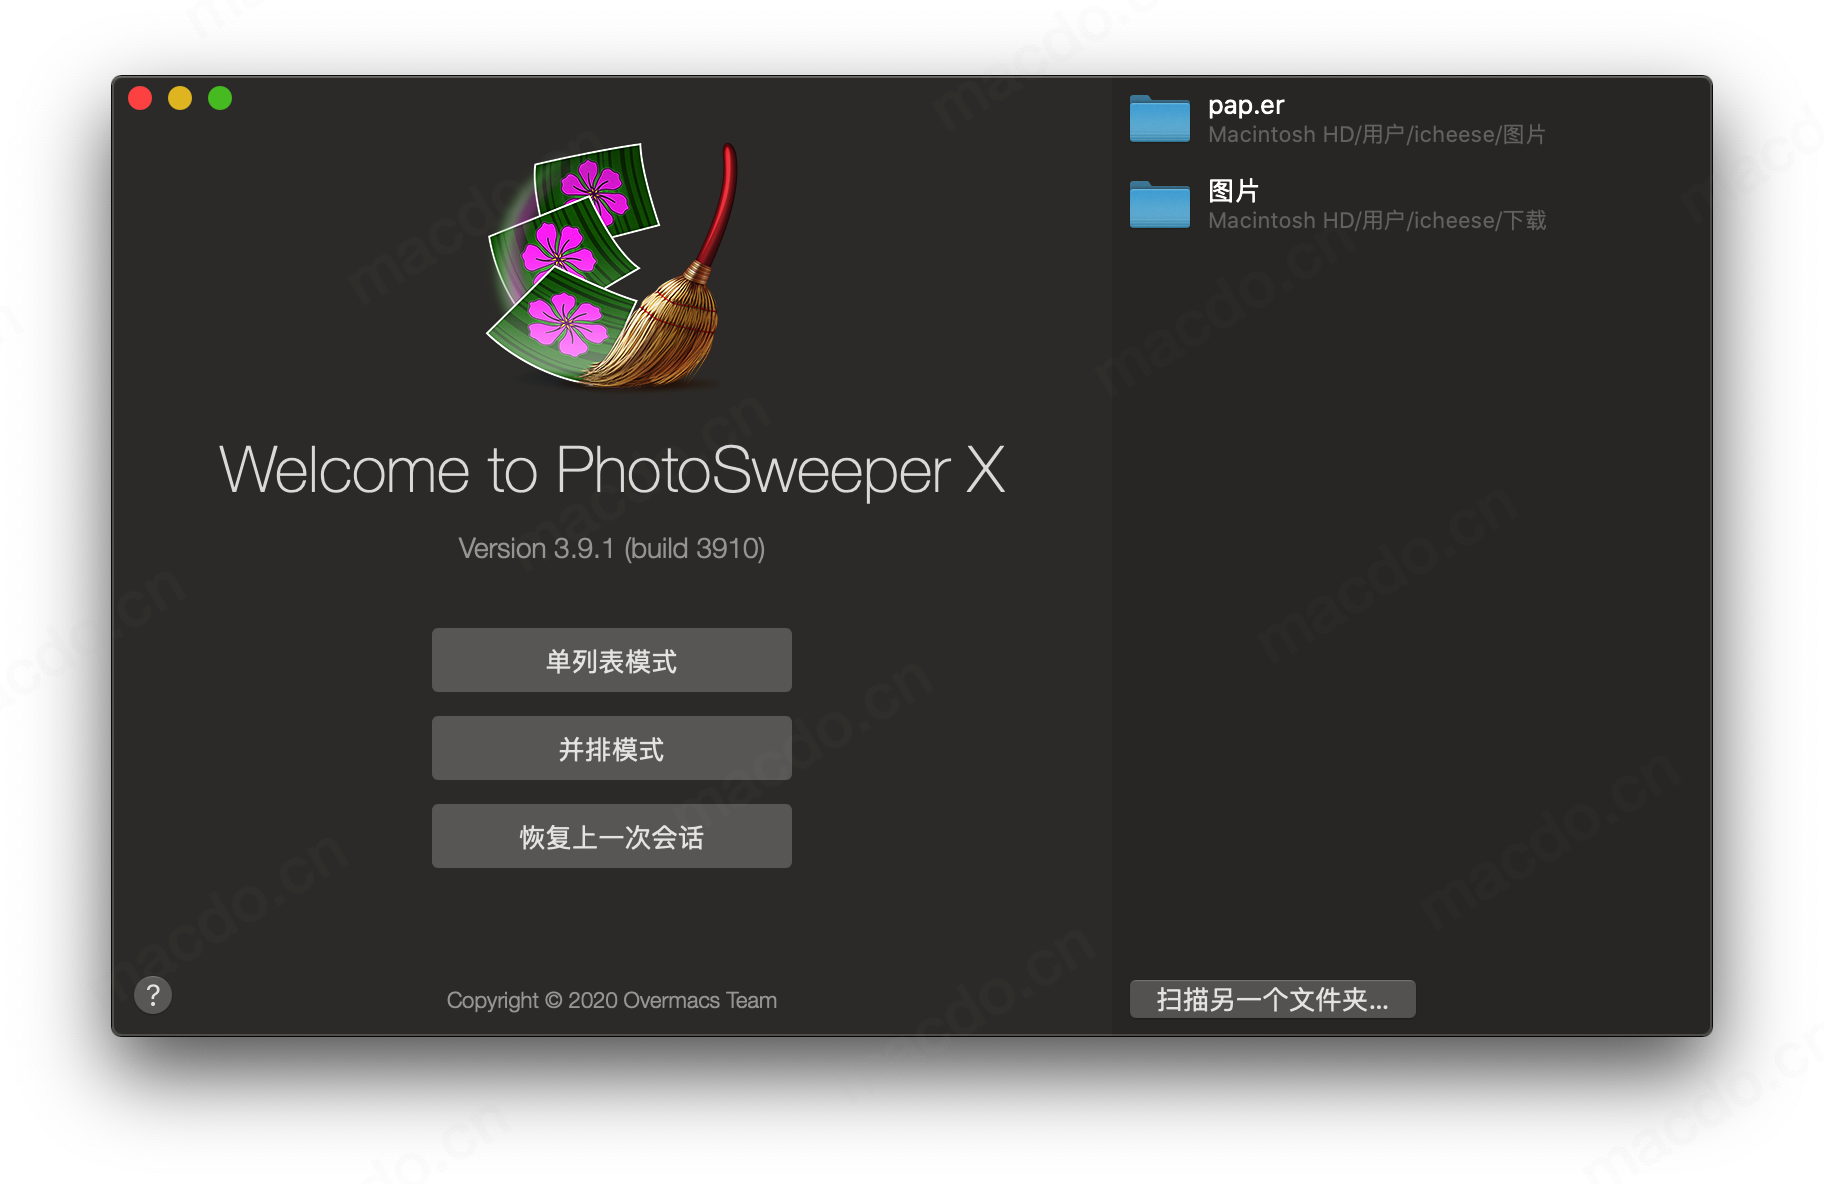 Welcome to PhotoSweeper X
Version 3.9.1 (build 3910)
单列表模式
并排模式
恢复上一次会话
?
Copyright © 2020 Overmacs Team
pap.er
Macintosh HD/用户/icheese/图片
图片
Macintosh HD/用户/icheese/下载
扫描另一个文件夹...
macdo.cn